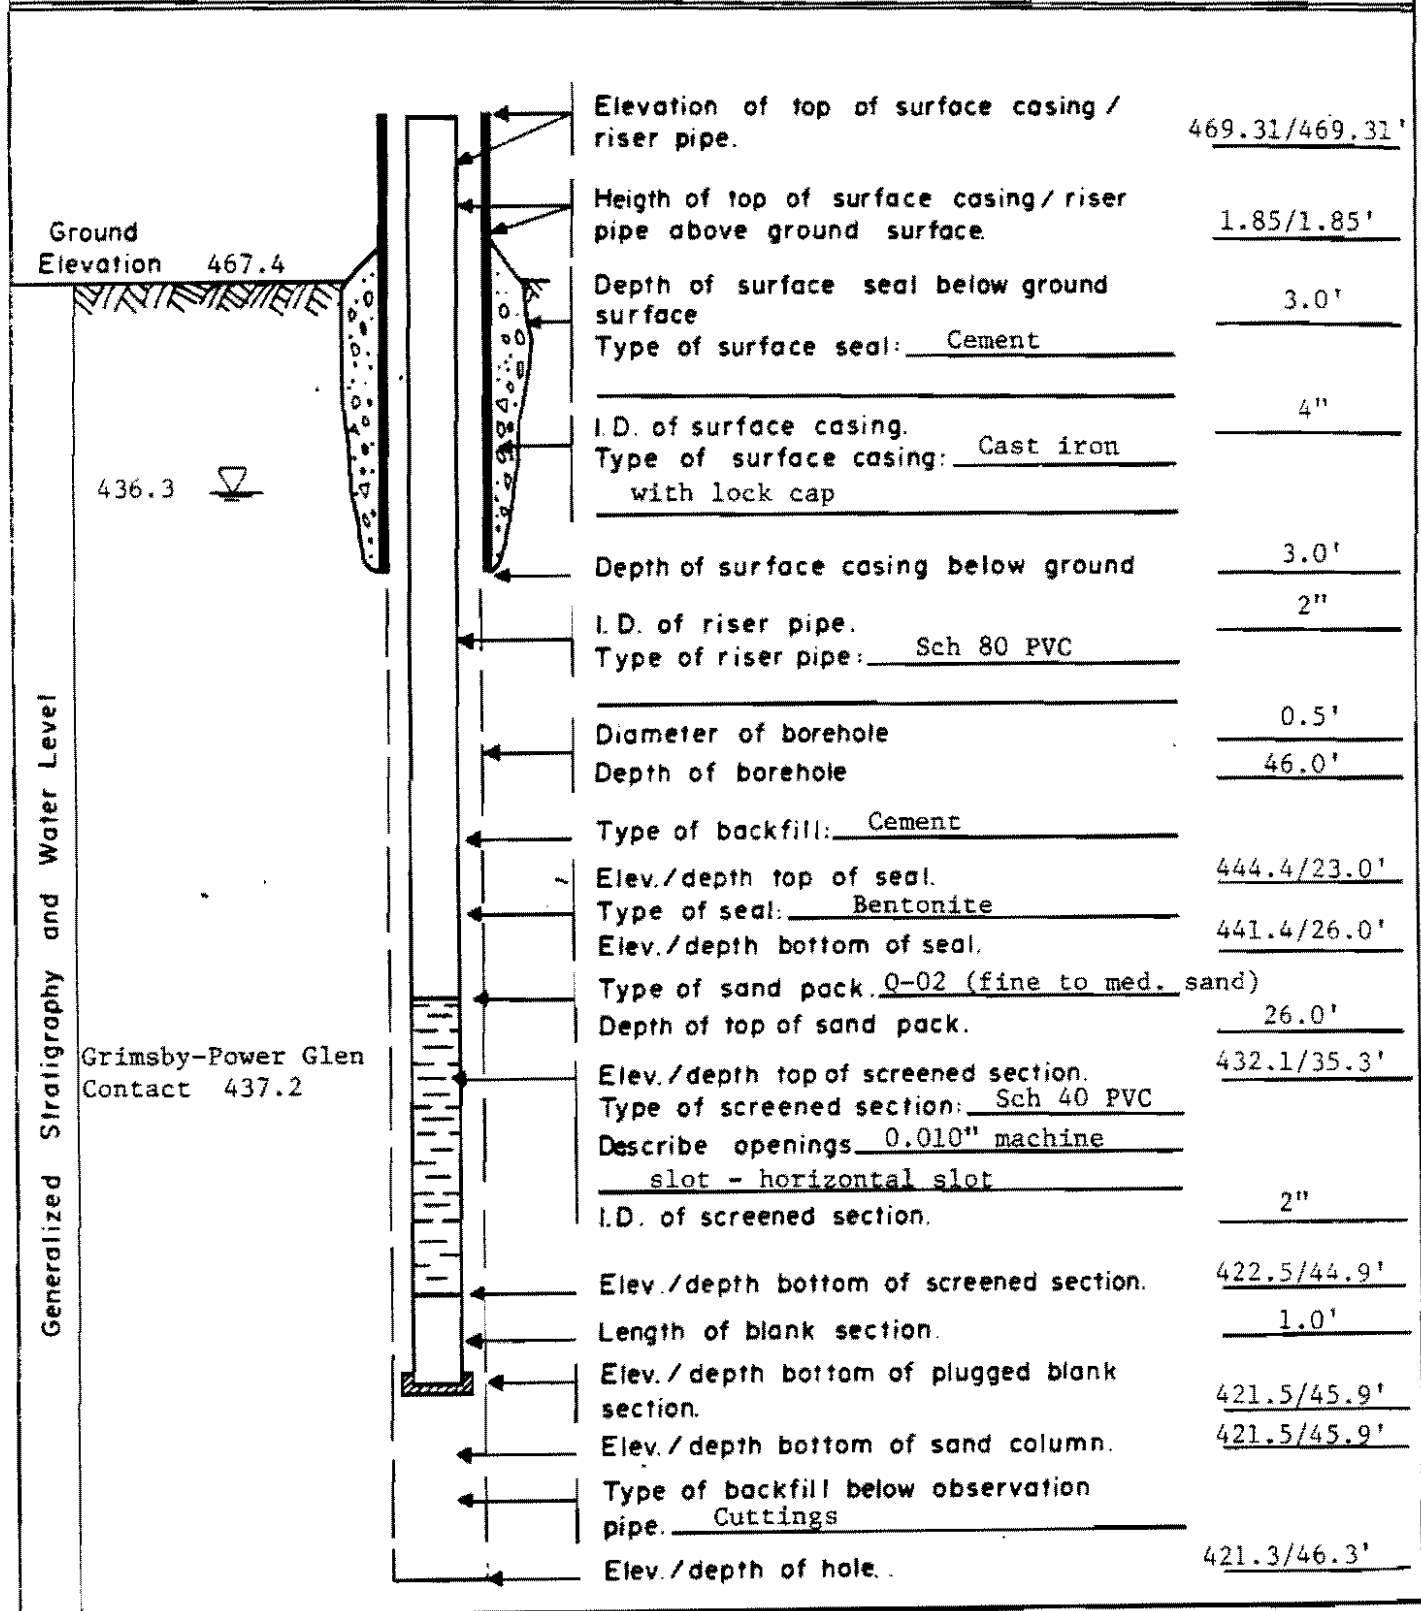 Elevation of top of surface casing /
riser pipe. 469.31/469.31'
Heigth of top of surface casing / riser
pipe above ground surface. 1.85/1.85'
Ground
Elevation 467.4
Depth of surface seal below ground
surface 3.0'
Type of surface seal: Cement
I.D. of surface casing. 4"
Type of surface casing: Cast iron
with lock cap
436.3
Depth of surface casing below ground 3.0'
I.D. of riser pipe. 2"
Type of riser pipe: Sch 80 PVC
Diameter of borehole 0.5'
Depth of borehole 46.0'
Type of backfill: Cement
Elev./depth top of seal. 444.4/23.0'
Type of seal: Bentonite
Elev./depth bottom of seal. 441.4/26.0'
Type of sand pack. Q-02 (fine to med. sand)
Depth of top of sand pack. 26.0'
Grimsby-Power Glen
Contact 437.2
Elev./depth top of screened section. 432.1/35.3'
Type of screened section: Sch 40 PVC
Describe openings 0.010" machine
slot - horizontal slot
I.D. of screened section. 2"
Elev./depth bottom of screened section. 422.5/44.9'
Length of blank section. 1.0'
Elev./depth bottom of plugged blank
section. 421.5/45.9'
Elev./depth bottom of sand column. 421.5/45.9'
Type of backfill below observation
pipe. Cuttings
Elev./depth of hole.. 421.3/46.3'
Generalized Stratigraphy and Water Level